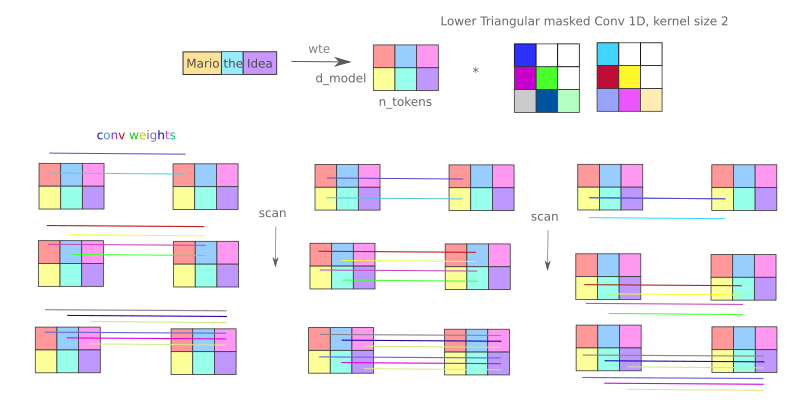 Lower Triangular masked Conv 1D, kernel size 2
wte
Mario the Idea
d_model
*
n_tokens
conv weights
scan
scan